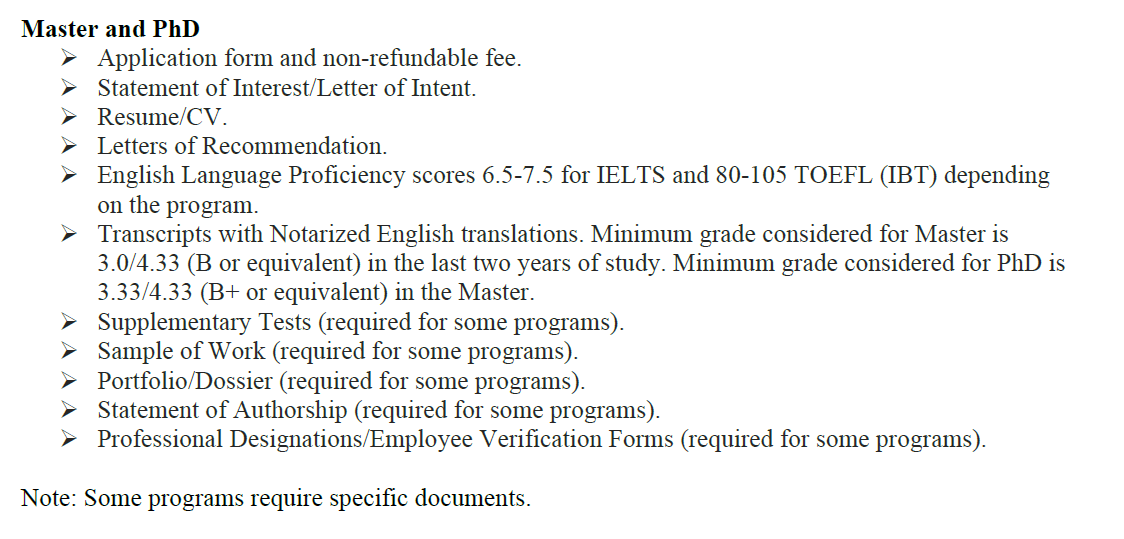 Master and PhD
➢ Application form and non-refundable fee.
➢ Statement of Interest/Letter of Intent.
➢ Resume/CV.
➢ Letters of Recommendation.
➢ English Language Proficiency scores 6.5-7.5 for IELTS and 80-105 TOEFL (IBT) depending
on the program.
➢ Transcripts with Notarized English translations. Minimum grade considered for Master is
3.0/4.33 (B or equivalent) in the last two years of study. Minimum grade considered for PhD is
3.33/4.33 (B+ or equivalent) in the Master.
➢ Supplementary Tests (required for some programs).
➢ Sample of Work (required for some programs).
➢ Portfolio/Dossier (required for some programs).
➢ Statement of Authorship (required for some programs).
➢ Professional Designations/Employee Verification Forms (required for some programs).
Note: Some programs require specific documents.